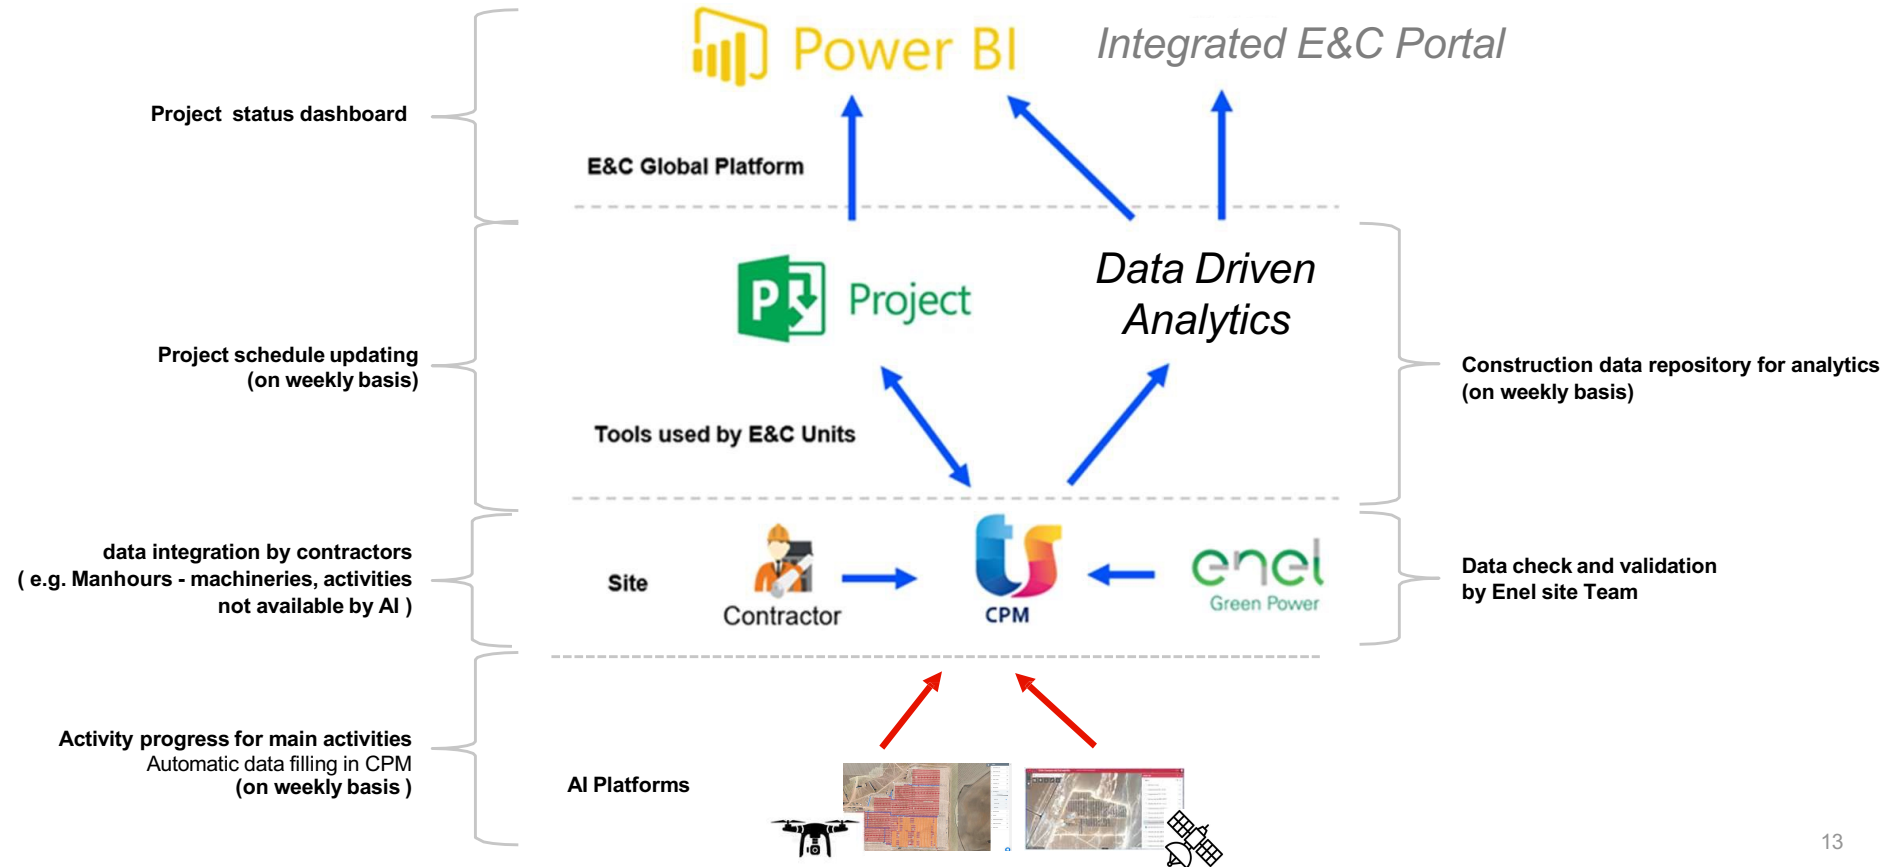 Power BI
Integrated E&C Portal
Project status dashboard
E&C Global Platform
Project
Data Driven
Analytics
Project schedule updating
(on weekly basis)
Construction data repository for analytics
(on weekly basis)
Tools used by E&C Units
data integration by contractors
( e.g. Manhours - machineries, activities
not available by AI )
Site
Contractor
CPM
enel
Green Power
Data check and validation
by Enel site Team
Activity progress for main activities
Automatic data filling in CPM
(on weekly basis )
AI Platforms
13